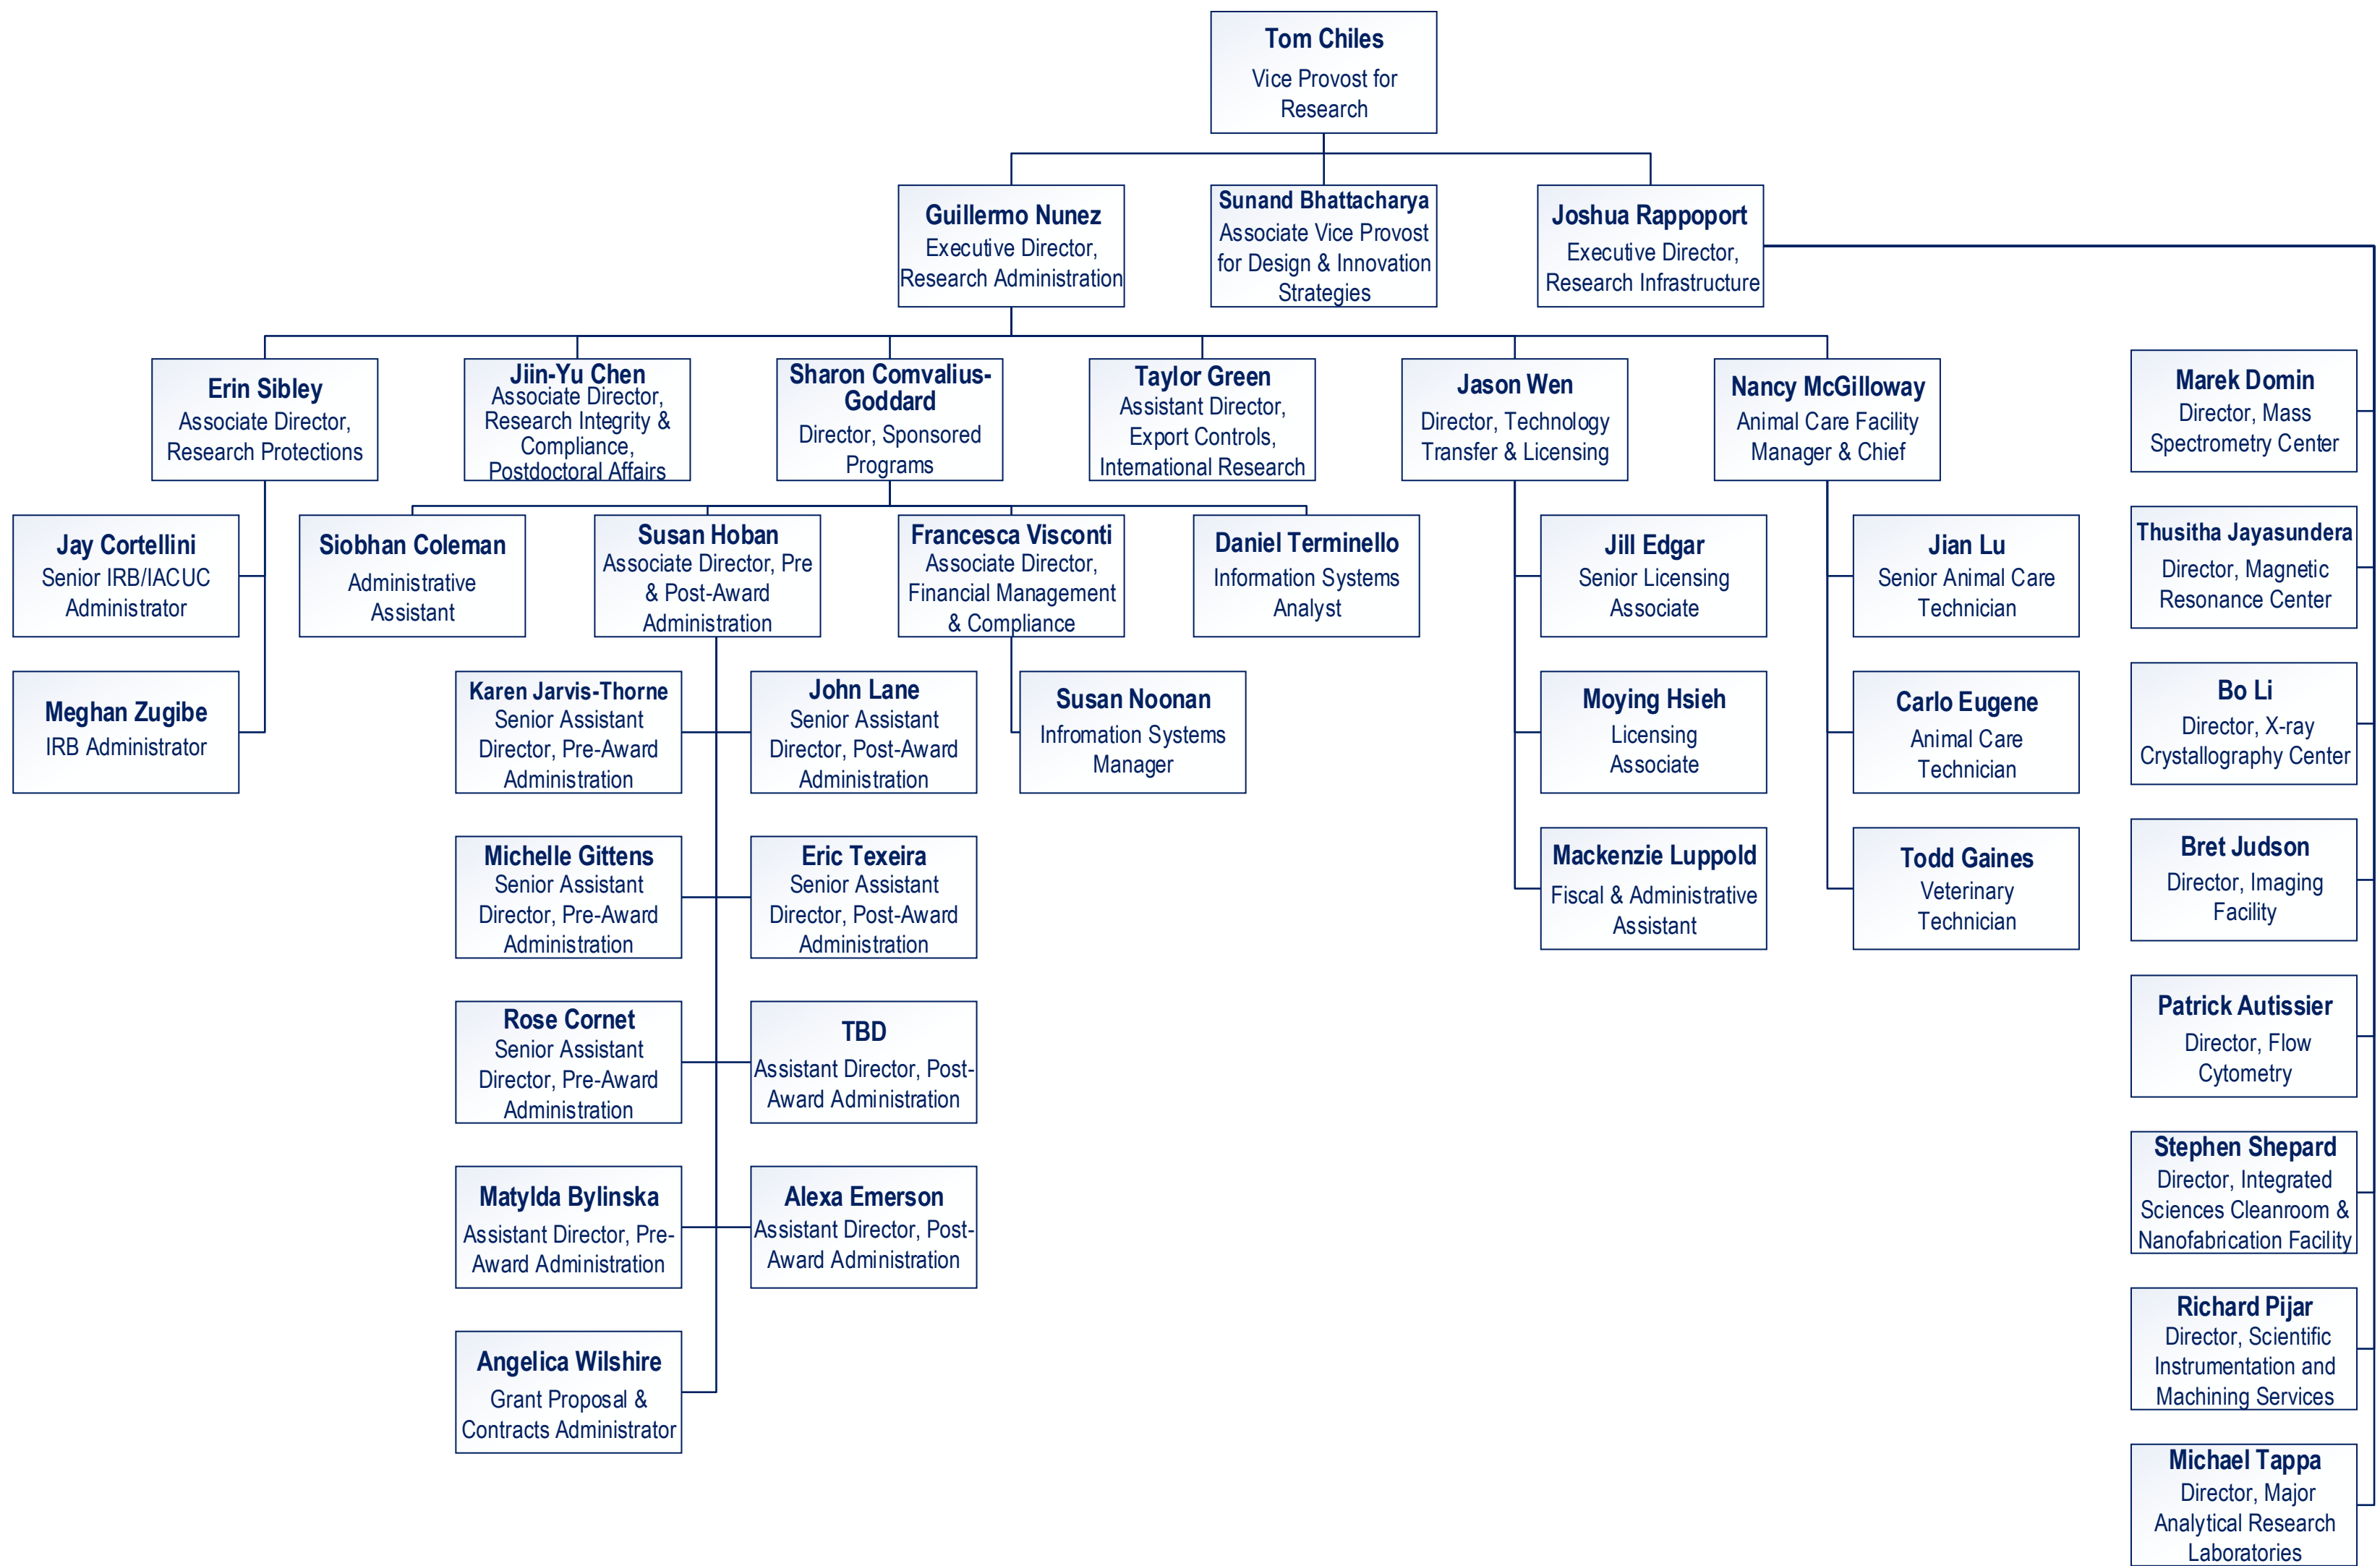 Tom Chiles
Vice Provost for
Research
Guillermo Nunez
Executive Director,
Research Administration
Sunand Bhattacharya
Associate Vice Provost
for Design & Innovation
Strategies
Joshua Rappoport
Executive Director,
Research Infrastructure
Erin Sibley
Associate Director,
Research Protections
Jiin-Yu Chen
Associate Director,
Research Integrity &
Compliance,
Postdoctoral Affairs
Sharon Comvalius-
Goddard
Director, Sponsored
Programs
Taylor Green
Assistant Director,
Export Controls,
International Research
Jason Wen
Director, Technology
Transfer & Licensing
Nancy McGilloway
Animal Care Facility
Manager & Chief
Marek Domin
Director, Mass
Spectrometry Center
Jay Cortellini
Senior IRB/IACUC
Administrator
Siobhan Coleman
Administrative
Assistant
Susan Hoban
Associate Director, Pre
& Post-Award
Administration
Francesca Visconti
Associate Director,
Financial Management
& Compliance
Daniel Terminello
Information Systems
Analyst
Jill Edgar
Senior Licensing
Associate
Jian Lu
Senior Animal Care
Technician
Thusitha Jayasundera
Director, Magnetic
Resonance Center
Meghan Zugibe
IRB Administrator
Karen Jarvis-Thorne
Senior Assistant
Director, Pre-Award
Administration
John Lane
Senior Assistant
Director, Post-Award
Administration
Susan Noonan
Infromation Systems
Manager
Moying Hsieh
Licensing
Associate
Carlo Eugene
Animal Care
Technician
Bo Li
Director, X-ray
Crystallography Center
Michelle Gittens
Senior Assistant
Director, Pre-Award
Administration
Eric Texeira
Senior Assistant
Director, Post-Award
Administration
Mackenzie Luppold
Fiscal & Administrative
Assistant
Todd Gaines
Veterinary
Technician
Bret Judson
Director, Imaging
Facility
Rose Cornet
Senior Assistant
Director, Pre-Award
Administration
TBD
Assistant Director, Post-
Award Administration
Patrick Autissier
Director, Flow
Cytometry
Matylda Bylinska
Assistant Director, Pre-
Award Administration
Alexa Emerson
Assistant Director, Post-
Award Administration
Stephen Shepard
Director, Integrated
Sciences Cleanroom &
Nanofabrication Facility
Angelica Wilshire
Grant Proposal &
Contracts Administrator
Richard Pijar
Director, Scientific
Instrumentation and
Machining Services
Michael Tappa
Director, Major
Analytical Research
Laboratories